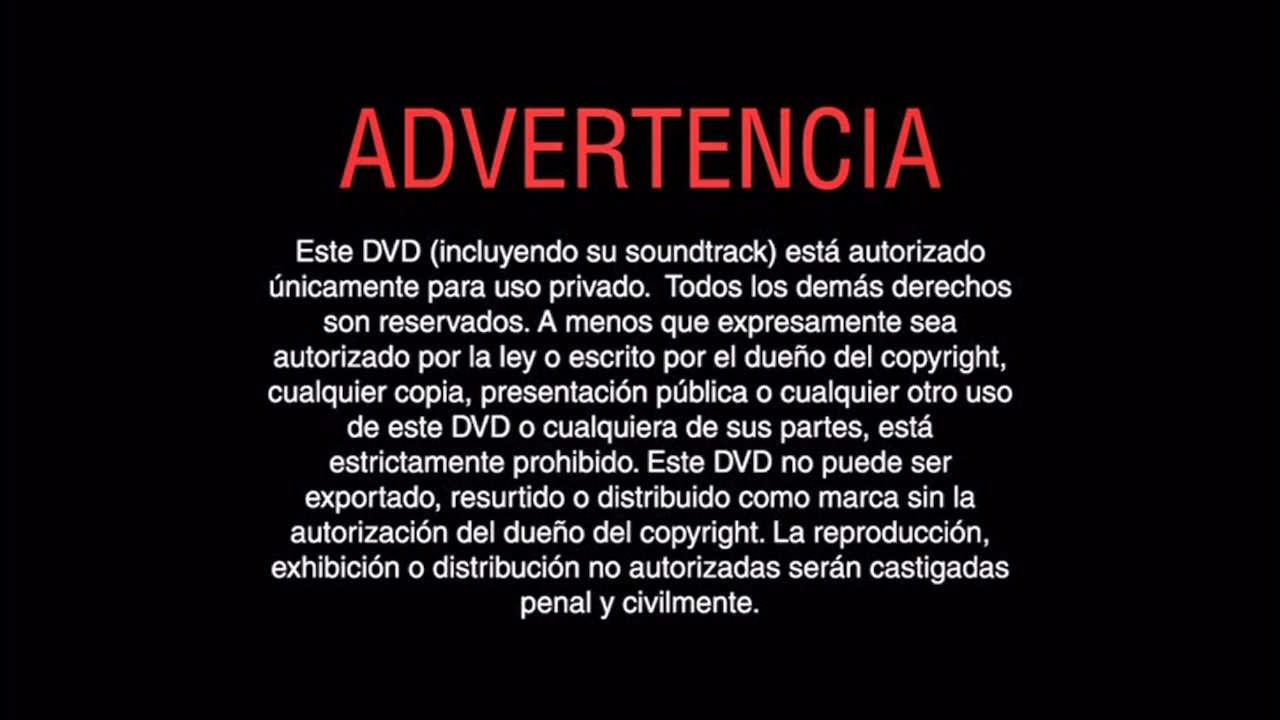 ADVERTENCIA
Este DVD (incluyendo su soundtrack) está autorizado
únicamente para uso privado.  Todos los demás derechos
son reservados. A menos que expresamente sea
autorizado por la ley o escrito por el dueño del copyright,
cualquier copia, presentación pública o cualquier otro uso
de este DVD o cualquiera de sus partes, está
estrictamente prohibido. Este DVD no puede ser
exportado, resurtido o distribuido como marca sin la
autorización del dueño del copyright. La reproducción,
exhibición o distribución no autorizadas serán castigadas
penal y civilmente.